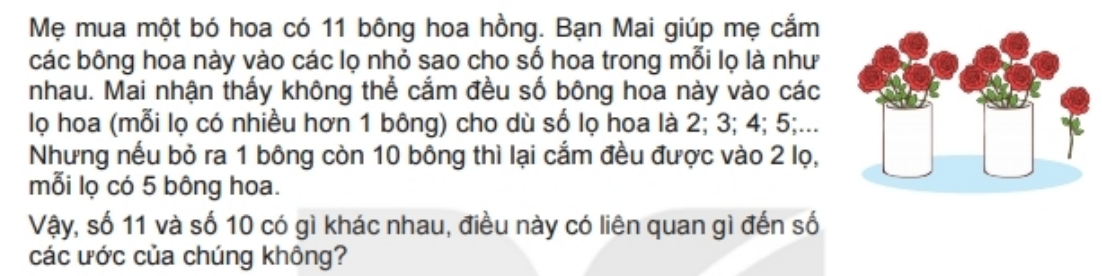 Mẹ mua một bó hoa có 11 bông hoa hồng. Bạn Mai giúp mẹ cắm
các bông hoa này vào các lọ nhỏ sao cho số hoa trong mỗi lọ là như
nhau. Mai nhận thấy không thể cắm đều số bông hoa này vào các
lọ hoa (mỗi lọ có nhiều hơn 1 bông) cho dù số lọ hoa là 2; 3; 4; 5;...
Nhưng nếu bỏ ra 1 bông còn 10 bông thì lại cắm đều được vào 2 lọ,
mỗi lọ có 5 bông hoa.
Vậy, số 11 và số 10 có gì khác nhau, điều này có liên quan gì đến số
các ước của chúng không?